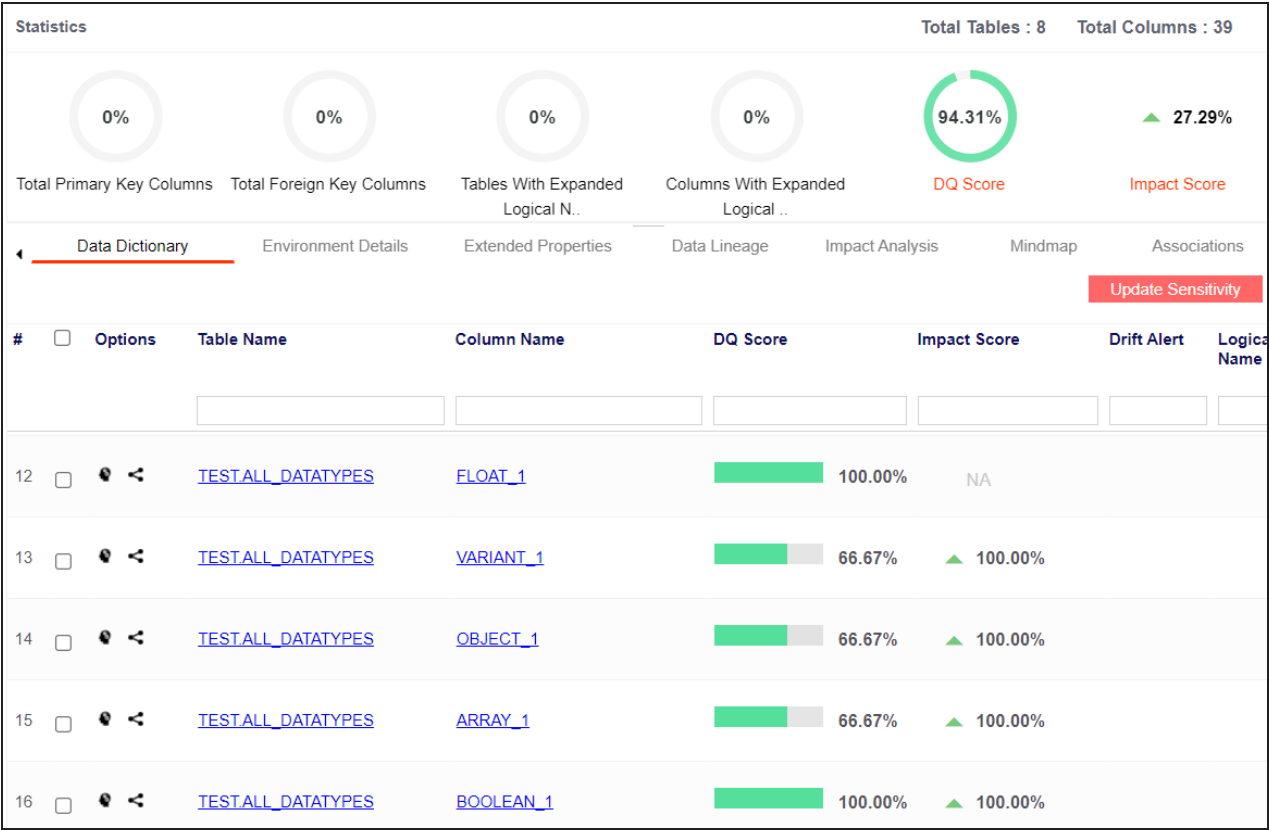 Statistics Total Tables : 8 Total Columns : 39
0% 0% 0% 0% 94.31% 27.29%
Total Primary Key Columns Total Foreign Key Columns Tables With Expanded Columns With Expanded DQ Score Impact Score
Logical N.. Logical ..
Data Dictionary Environment Details Extended Properties Data Lineage Impact Analysis Mindmap Associations
Update Sensitivity
# Options Table Name Column Name DQ Score Impact Score Drift Alert Logica
Name
12 TEST.ALL_DATATYPES FLOAT_1 100.00% NA
13 TEST.ALL_DATATYPES VARIANT_1 66.67% 100.00%
14 TEST.ALL_DATATYPES OBJECT_1 66.67% 100.00%
15 TEST.ALL_DATATYPES ARRAY_1 66.67% 100.00%
16 TEST.ALL_DATATYPES BOOLEAN_1 100.00% 100.00%